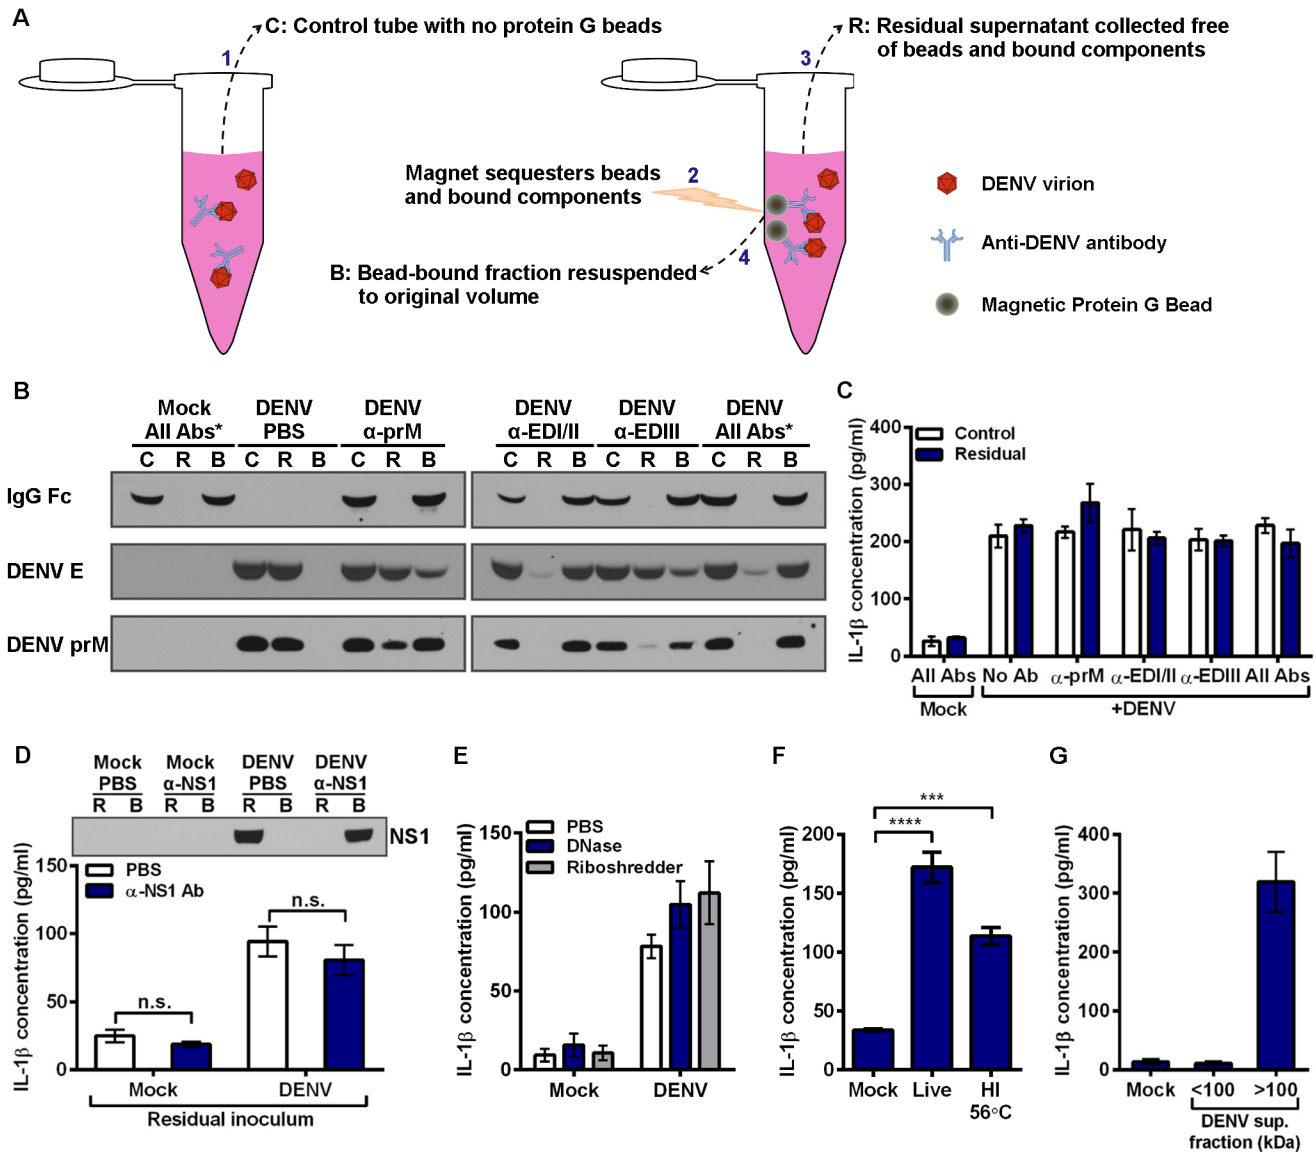 A
C: Control tube with no protein G beads
R: Residual supernatant collected free
of beads and bound components
1
3
Magnet sequesters beads
and bound components
2
B: Bead-bound fraction resuspended
to original volume
4
DENV virion
Anti-DENV antibody
Magnetic Protein G Bead
B
Mock DENV DENV DENV DENV DENV
All Abs* PBS α-prM α-EDI/II α-EDIII All Abs*
C R B C R B C R B C R B C R B C R B
IgG Fc
DENV E
DENV prM
C
IL-1β concentration (pg/ml)
400
300
200
100
0
Control
Residual
All Abs No Ab α-prM α-EDI/II α-EDIII All Abs
Mock +DENV
D
Mock Mock DENV DENV
PBS α-NS1 PBS α-NS1
R B R B R B R B
NS1
IL-1β concentration (pg/ml)
150
100
50
0
PBS
α-NS1 Ab
n.s.
n.s.
Mock DENV
Residual inoculum
E
IL-1β concentration (pg/ml)
150
100
50
0
PBS
DNase
Riboshredder
Mock DENV
F
IL-1β concentration (pg/ml)
200
150
100
50
0
***
****
Mock Live HI
56°C
G
IL-1β concentration (pg/ml)
400
300
200
100
0
Mock <100 >100
DENV sup.
fraction (kDa)